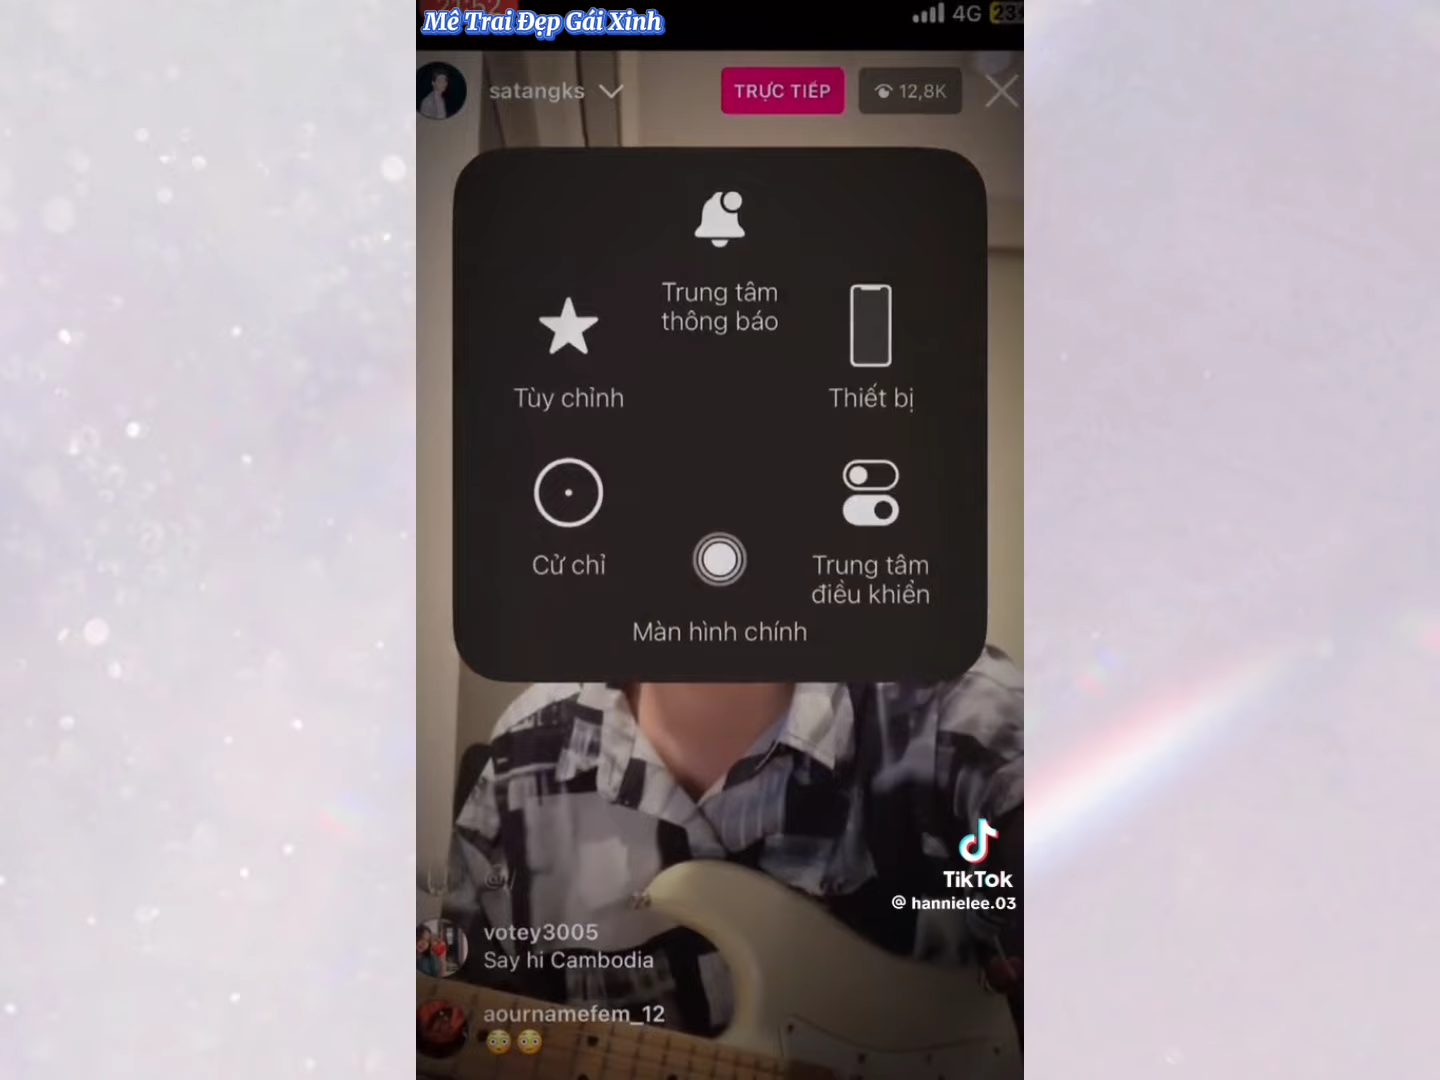 Mê Trai Đẹp Gái Xinh
4G
satangks
TRỰC TIẾP
12,8K
Trung tâm
thông báo
Tùy chỉnh
Thiết bị
Cử chỉ
Trung tâm
điều khiển
Màn hình chính
TikTok
@ hannielee.03
votey3005
Say hi Cambodia
aournamefem_12
😳😳